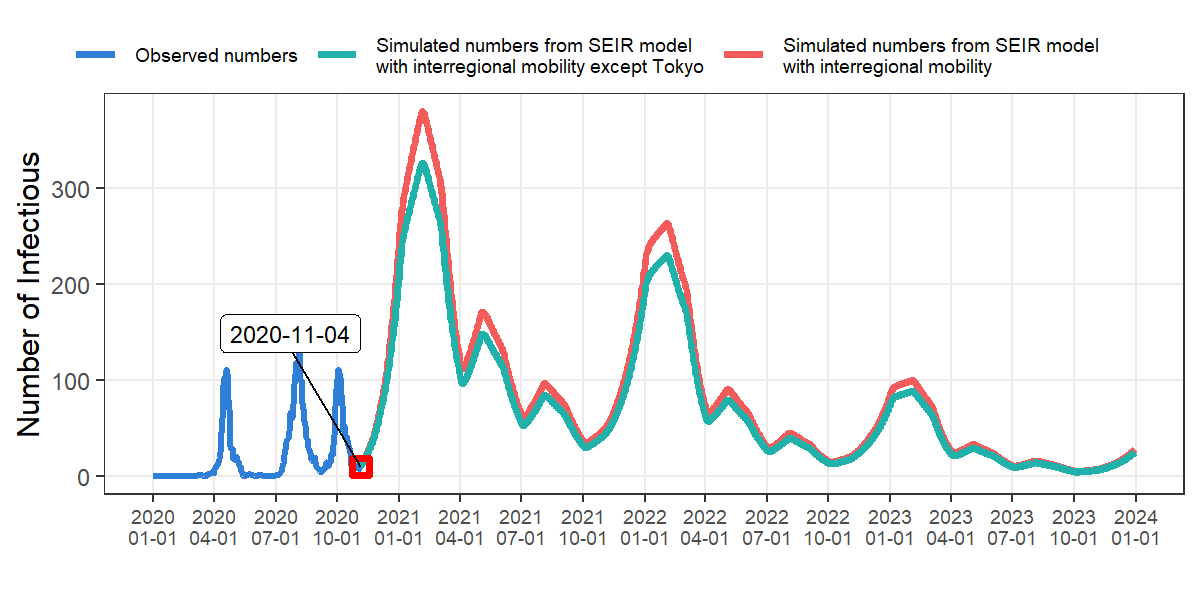 Observed numbers
Simulated numbers from SEIR model
with interregional mobility except Tokyo
Simulated numbers from SEIR model
with interregional mobility
Number of Infectious
300
200
100
0
2020-11-04
2020 2020 2020 2020 2021 2021 2021 2021 2022 2022 2022 2022 2023 2023 2023 2023 2024
01-01 04-01 07-01 10-01 01-01 04-01 07-01 10-01 01-01 04-01 07-01 10-01 01-01 04-01 07-01 10-01 01-01